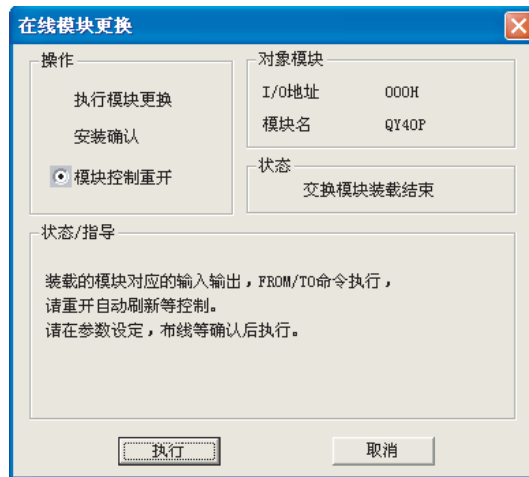 在线模块更换
操作
执行模块更换
安装确认
模块控制重开
对象模块
I/O地址 000H
模块名 QY40P
状态
交换模块装载结束
状态/指导
装载的模块对应的输入输出，FROM/TO命令执行，
请重开自动刷新等控制。
请在参数设定，布线等确认后执行。
执行 取消